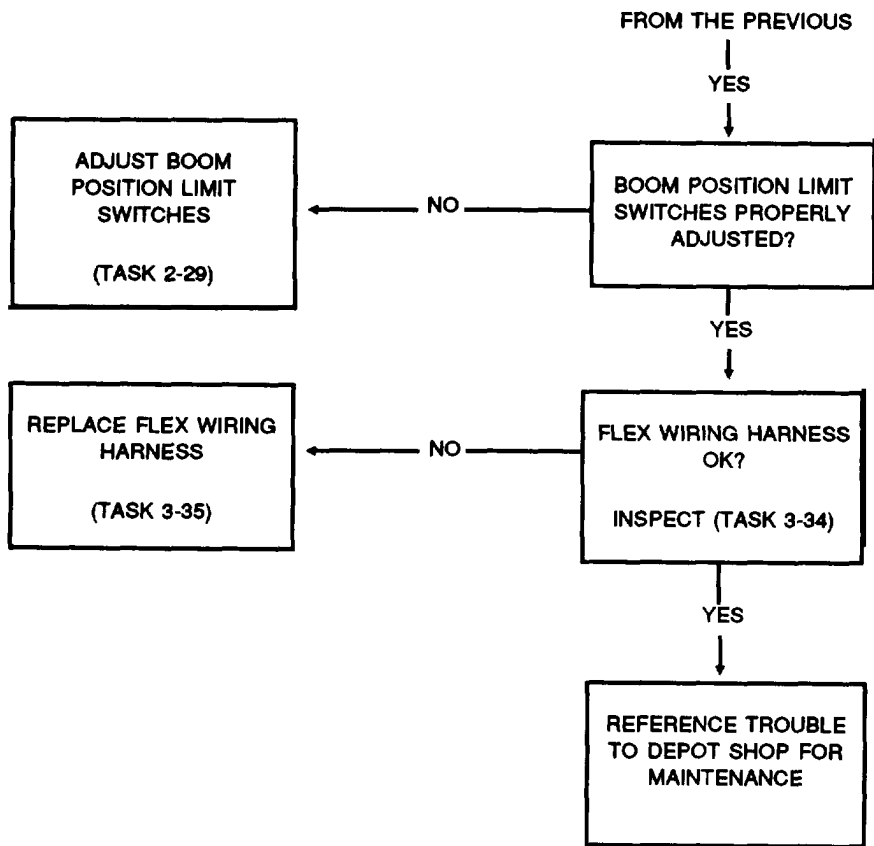 FROM THE PREVIOUS
YES
BOOM POSITION LIMIT
SWITCHES PROPERLY
ADJUSTED?
NO
ADJUST BOOM
POSITION LIMIT
SWITCHES
(TASK 2-29)
YES
FLEX WIRING HARNESS
OK?
INSPECT (TASK 3-34)
NO
REPLACE FLEX WIRING
HARNESS
(TASK 3-35)
YES
REFERENCE TROUBLE
TO DEPOT SHOP FOR
MAINTENANCE